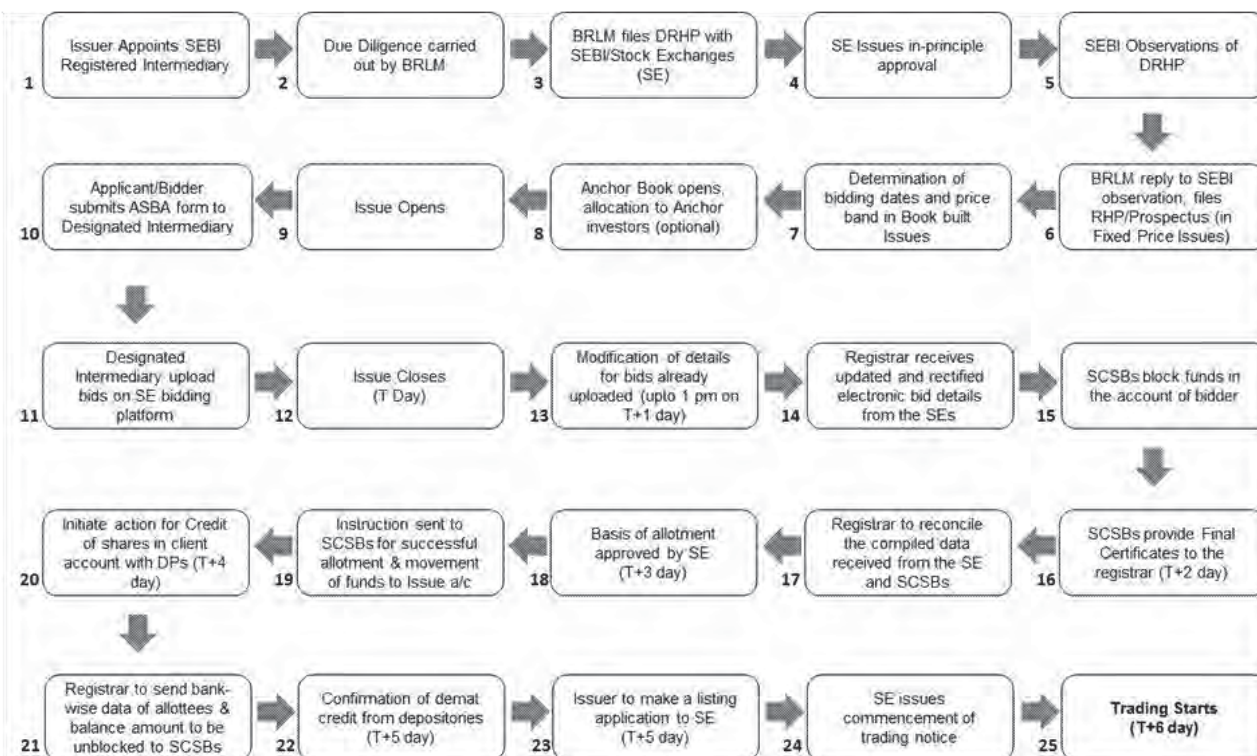 Issuer Appoints SEBI
Registered Intermediary
1
Due Diligence carried
out by BRLM
2
BRLM files DRHP with
SEBI/Stock Exchanges
(SE)
3
SE Issues in-principle
approval
4
SEBI Observations of
DRHP
5
BRLM reply to SEBI
observation, files
RHP/Prospectus (in
Fixed Price Issues)
6
Determination of
bidding dates and price
band in Book built
Issues
7
Anchor Book opens,
allocation to Anchor
investors (optional)
8
Issue Opens
9
Applicant/Bidder
submits ASBA form to
Designated Intermediary
10
Designated
Intermediary upload
bids on SE bidding
platform
11
Issue Closes
(T Day)
12
Modification of details
for bids already
uploaded (upto 1 pm on
T+1 day)
13
Registrar receives
updated and rectified
electronic bid details
from the SEs
14
SCSBs block funds in
the account of bidder
15
SCSBs provide Final
Certificates to the
registrar (T+2 day)
16
Registrar to reconcile
the compiled data
received from the SE
and SCSBs
17
Basis of allotment
approved by SE
(T+3 day)
18
Instruction sent to
SCSBs for successful
allotment & movement
of funds to Issue a/c
19
Initiate action for Credit
of shares in client
account with DPs (T+4
day)
20
Registrar to send bank-
wise data of allottees &
balance amount to be
unblocked to SCSBs
21
Confirmation of demat
credit from depositories
(T+5 day)
22
Issuer to make a listing
application to SE
(T+5 day)
23
SE issues
commencement of
trading notice
24
Trading Starts
(T+6 day)
25